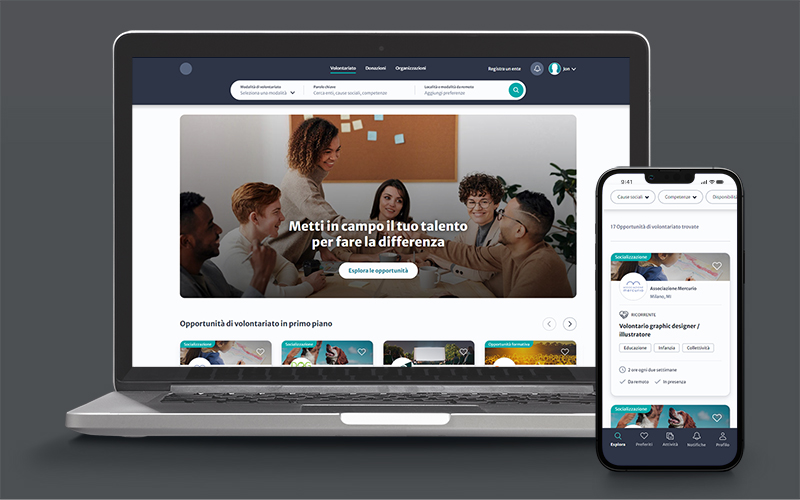 Volontariato Donazioni Organizzazioni Registra un ente Jon
Modalità di volontariato Parole chiave Località o modalità da remoto
Seleziona una modalità Cerca enti, cause sociali, competenze Aggiungi preferenze
Metti in campo il tuo talento
per fare la differenza
Esplora le opportunità
Opportunità di volontariato in primo piano
Socializzazione Socializzazione Opportunità formativa
9:41
Cause sociali Competenze Disponibilità
17 Opportunità di volontariato trovate
Socializzazione
mercurio
Associazione Mercurio
Milano, MI
RICORRENTE
Volontario graphic designer /
illustratore
Educazione Infanzia Collettività
2 ore ogni due settimane
Da remoto In presenza
Socializzazione
Esplora Preferiti Attività Notifiche Profilo